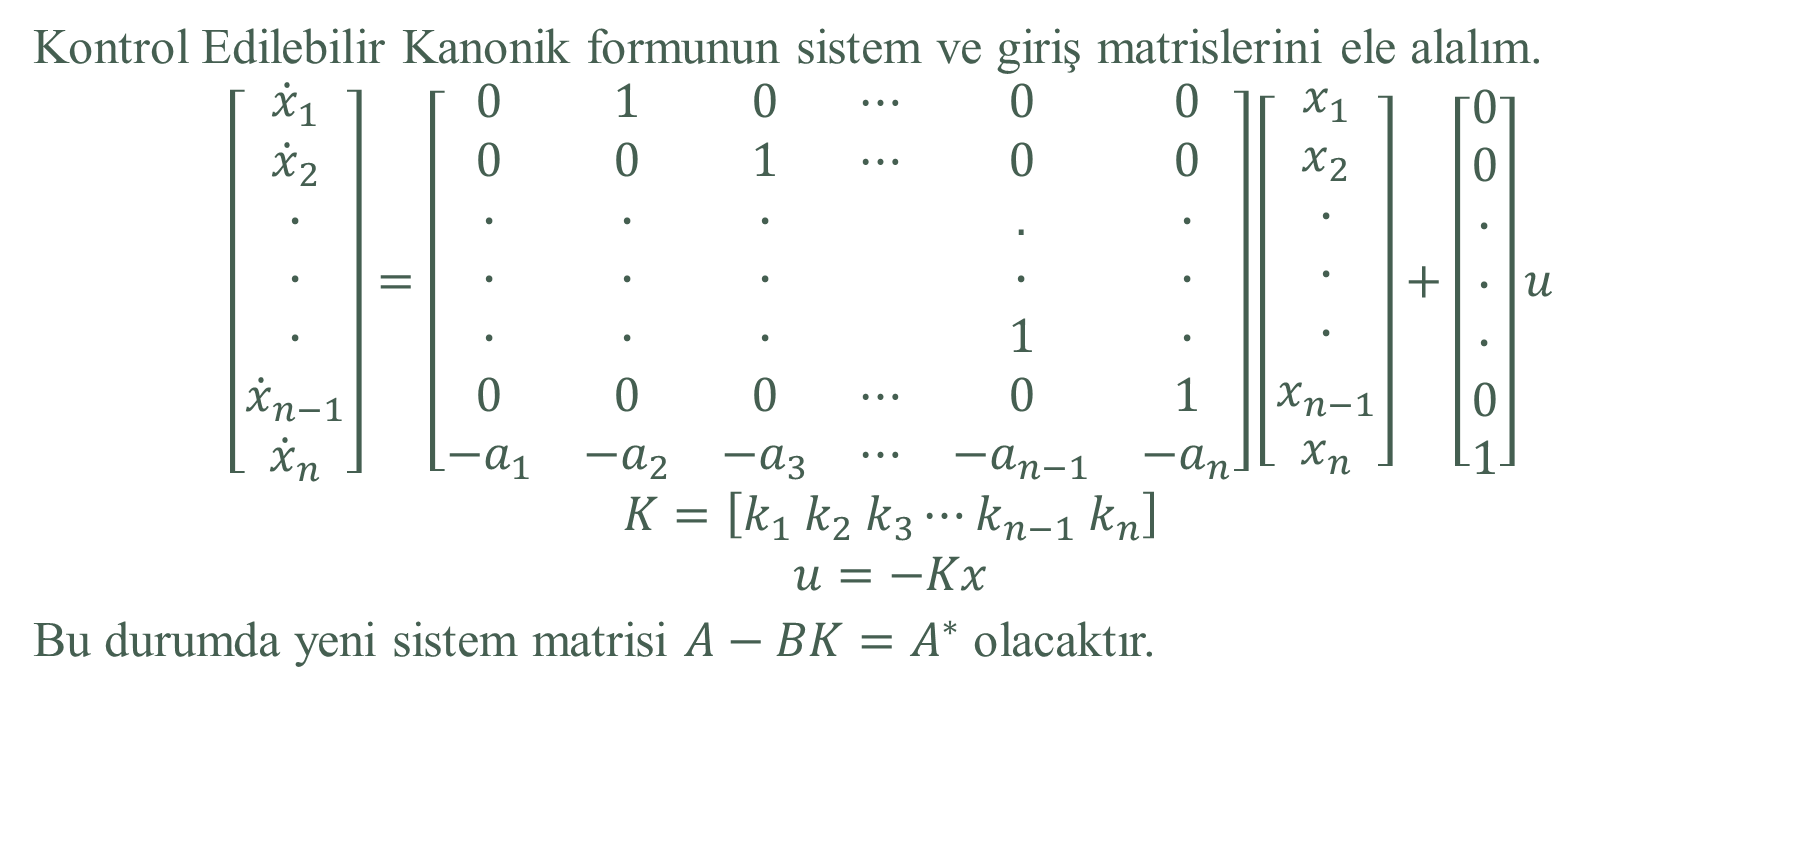 Kontrol Edilebilir Kanonik formunun sistem ve giriş matrislerini ele alalım.
ẋ₁ 0 1 0 ⋯ 0 0 x₁ 0
ẋ₂ 0 0 1 ⋯ 0 0 x₂ 0
· · · · · · · ·
· = · · · · · · + · u
· · · · 1 · · ·
ẋₙ₋₁ 0 0 0 ⋯ 0 1 xₙ₋₁ 0
ẋₙ −a₁ −a₂ −a₃ ⋯ −aₙ₋₁ −aₙ xₙ 1
K = [k₁ k₂ k₃ ⋯ kₙ₋₁ kₙ]
u = −Kx
Bu durumda yeni sistem matrisi A − BK = A* olacaktır.